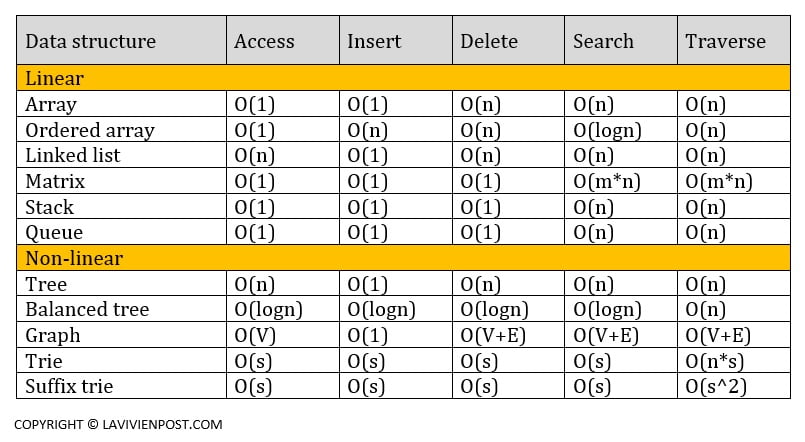 Data structure Access Insert Delete Search Traverse
Linear
Array O(1) O(1) O(n) O(n) O(n)
Ordered array O(1) O(n) O(n) O(logn) O(n)
Linked list O(n) O(1) O(n) O(n) O(n)
Matrix O(1) O(1) O(1) O(m*n) O(m*n)
Stack O(1) O(1) O(1) O(n) O(n)
Queue O(1) O(1) O(1) O(n) O(n)
Non-linear
Tree O(n) O(1) O(n) O(n) O(n)
Balanced tree O(logn) O(logn) O(logn) O(logn) O(n)
Graph O(V) O(1) O(V+E) O(V+E) O(V+E)
Trie O(s) O(s) O(s) O(s) O(n*s)
Suffix trie O(s) O(s) O(s) O(s) O(s^2)
COPYRIGHT © LAVIVIENPOST.COM